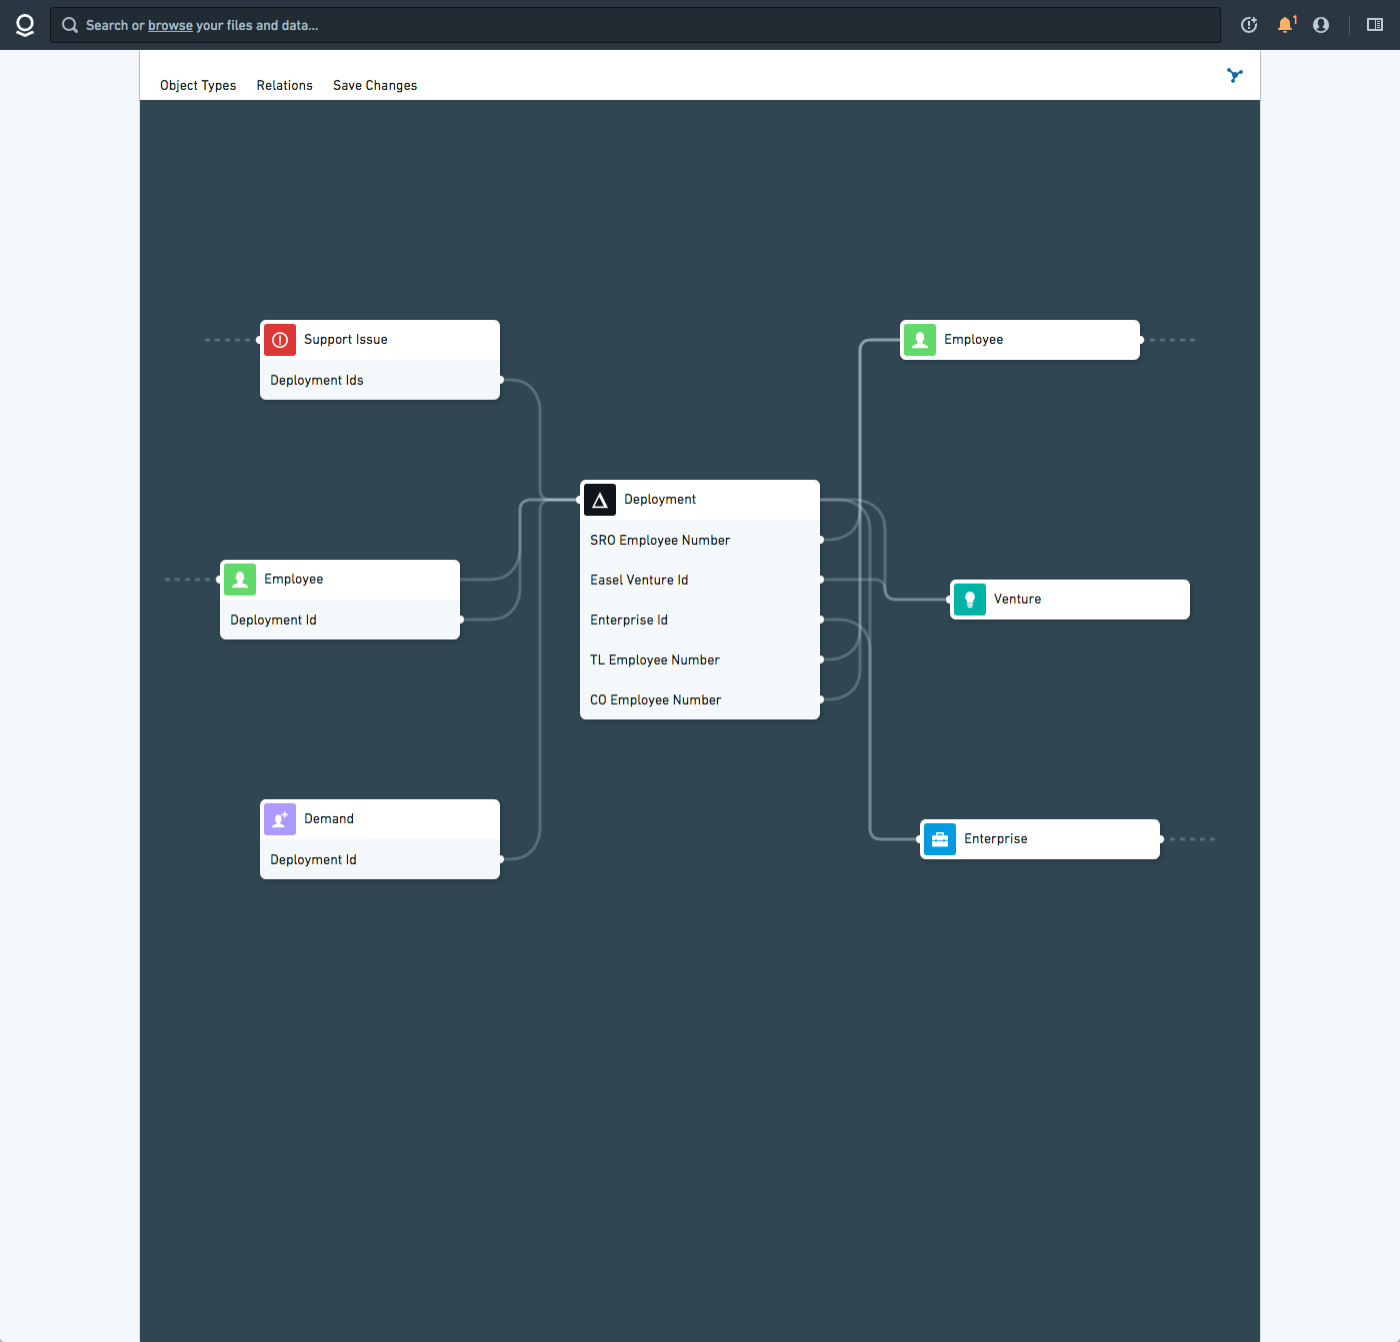 Search or browse your files and data...
1
Object Types Relations Save Changes
Support Issue
Deployment Ids
Employee
Deployment
SRO Employee Number
Easel Venture Id
Enterprise Id
TL Employee Number
CO Employee Number
Employee
Deployment Id
Venture
Demand
Deployment Id
Enterprise